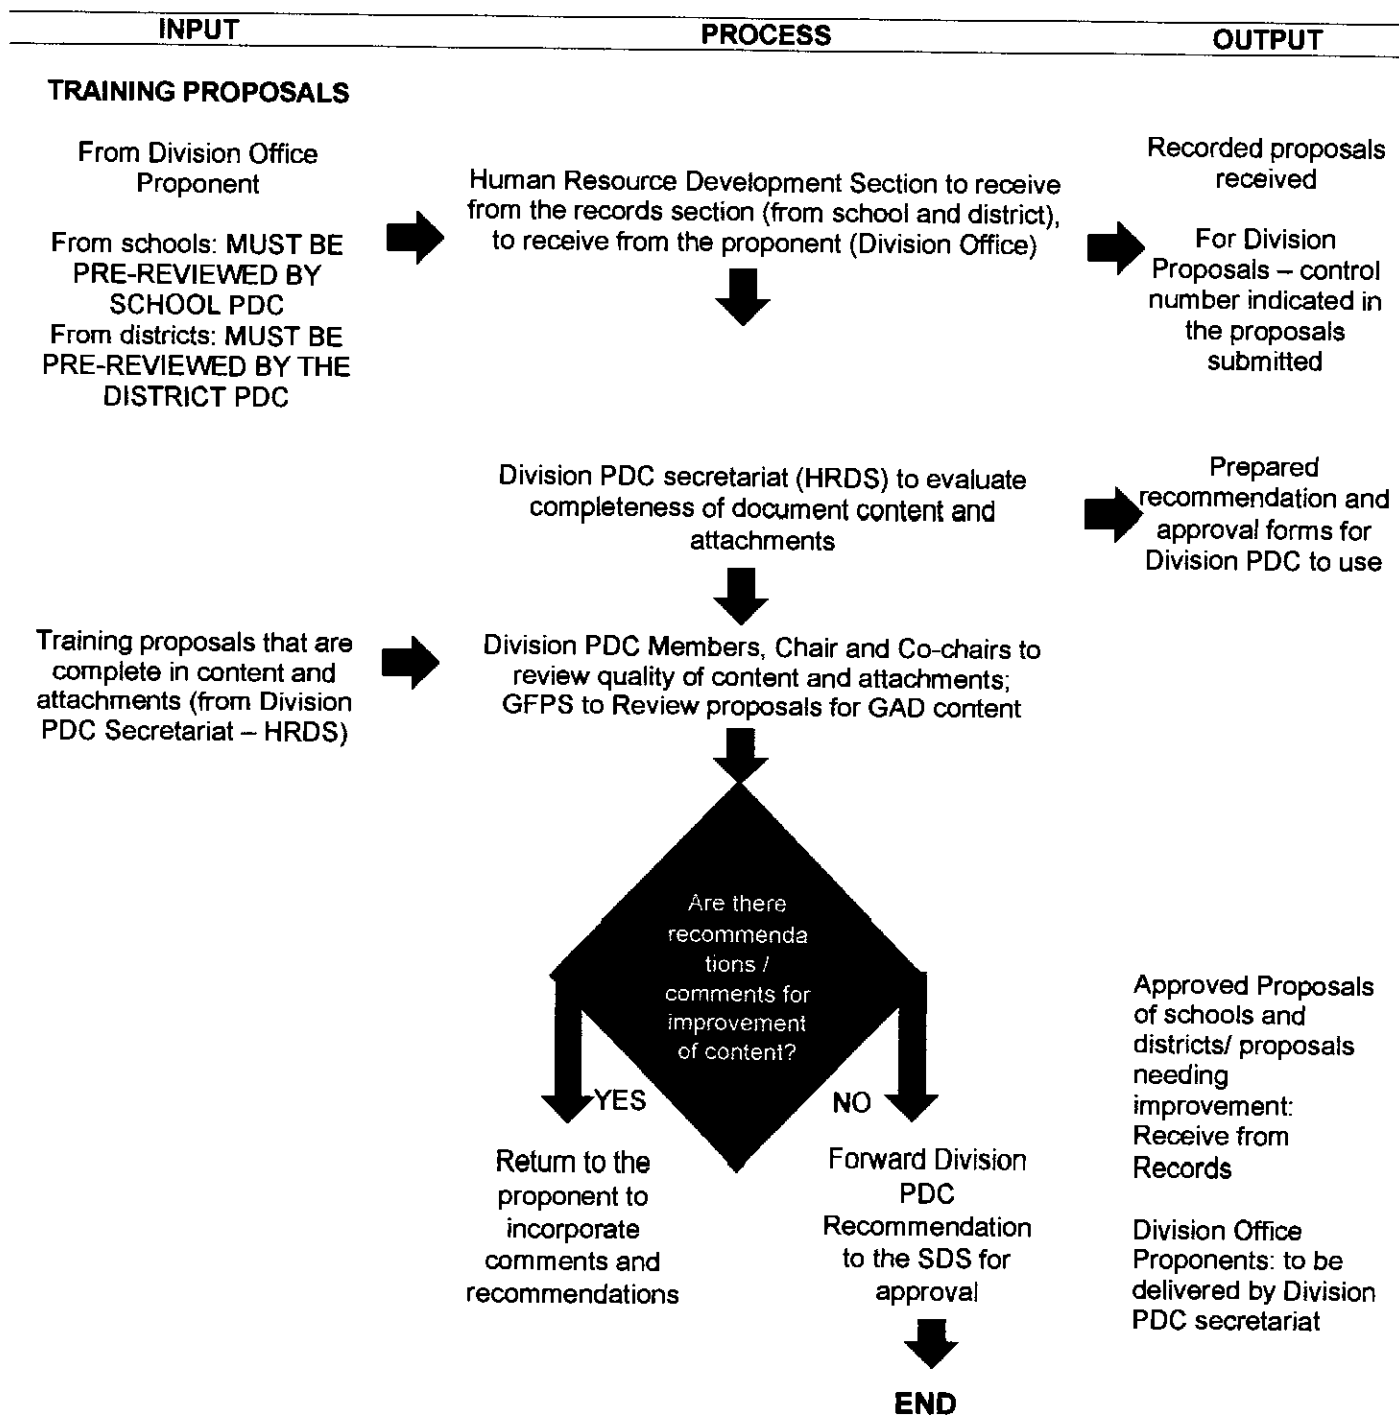 INPUT
PROCESS
OUTPUT
TRAINING PROPOSALS
From Division Office
Proponent
From schools: MUST BE
PRE-REVIEWED BY
SCHOOL PDC
From districts: MUST BE
PRE-REVIEWED BY THE
DISTRICT PDC
Human Resource Development Section to receive
from the records section (from school and district),
to receive from the proponent (Division Office)
Recorded proposals
received
For Division
Proposals – control
number indicated in
the proposals
submitted
Division PDC secretariat (HRDS) to evaluate
completeness of document content and
attachments
Prepared
recommendation and
approval forms for
Division PDC to use
Training proposals that are
complete in content and
attachments (from Division
PDC Secretariat – HRDS)
Division PDC Members, Chair and Co-chairs to
review quality of content and attachments;
GFPS to Review proposals for GAD content
Are there
recommenda
tions /
comments for
improvement
of content?
YES
NO
Return to the
proponent to
incorporate
comments and
recommendations
Forward Division
PDC
Recommendation
to the SDS for
approval
END
Approved Proposals
of schools and
districts/ proposals
needing
improvement:
Receive from
Records
Division Office
Proponents: to be
delivered by Division
PDC secretariat